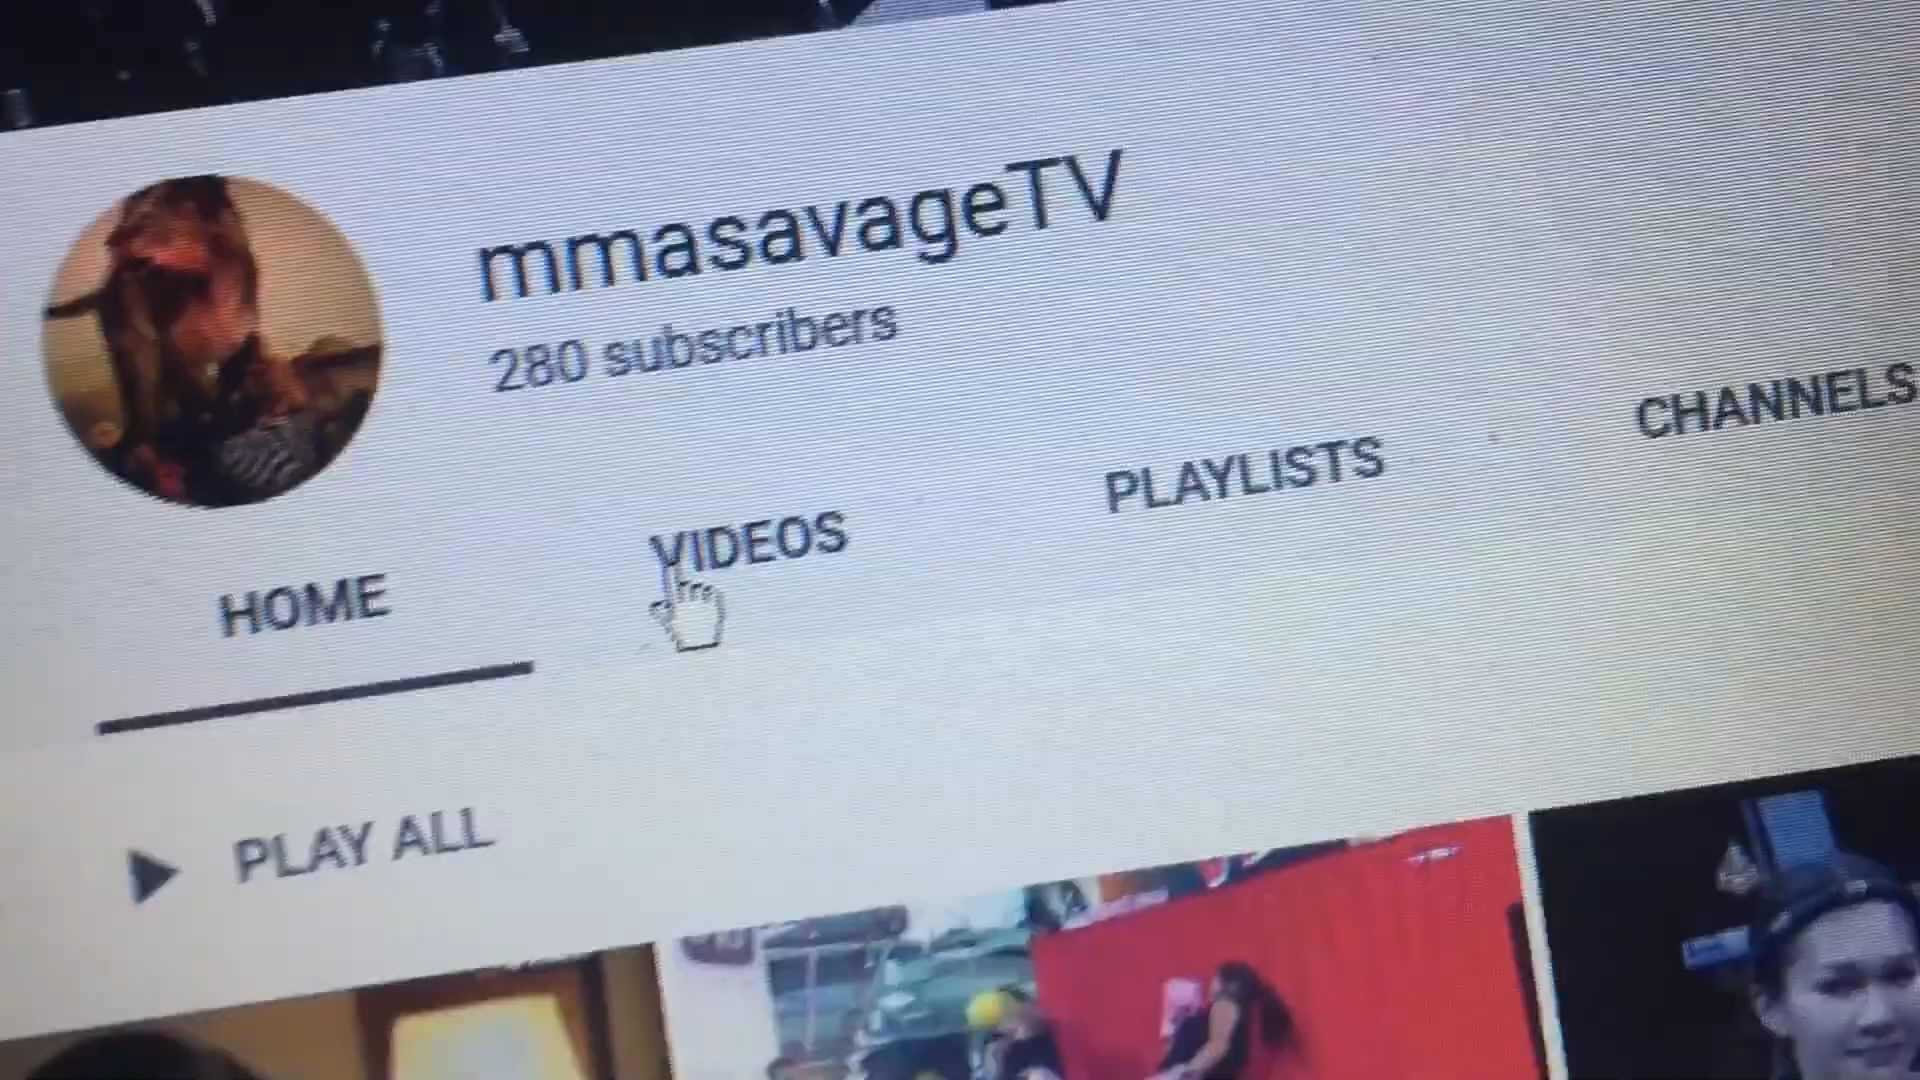 mmasavageTV
280 subscribers
HOME
VIDEOS
PLAYLISTS
CHANNELS
PLAY ALL